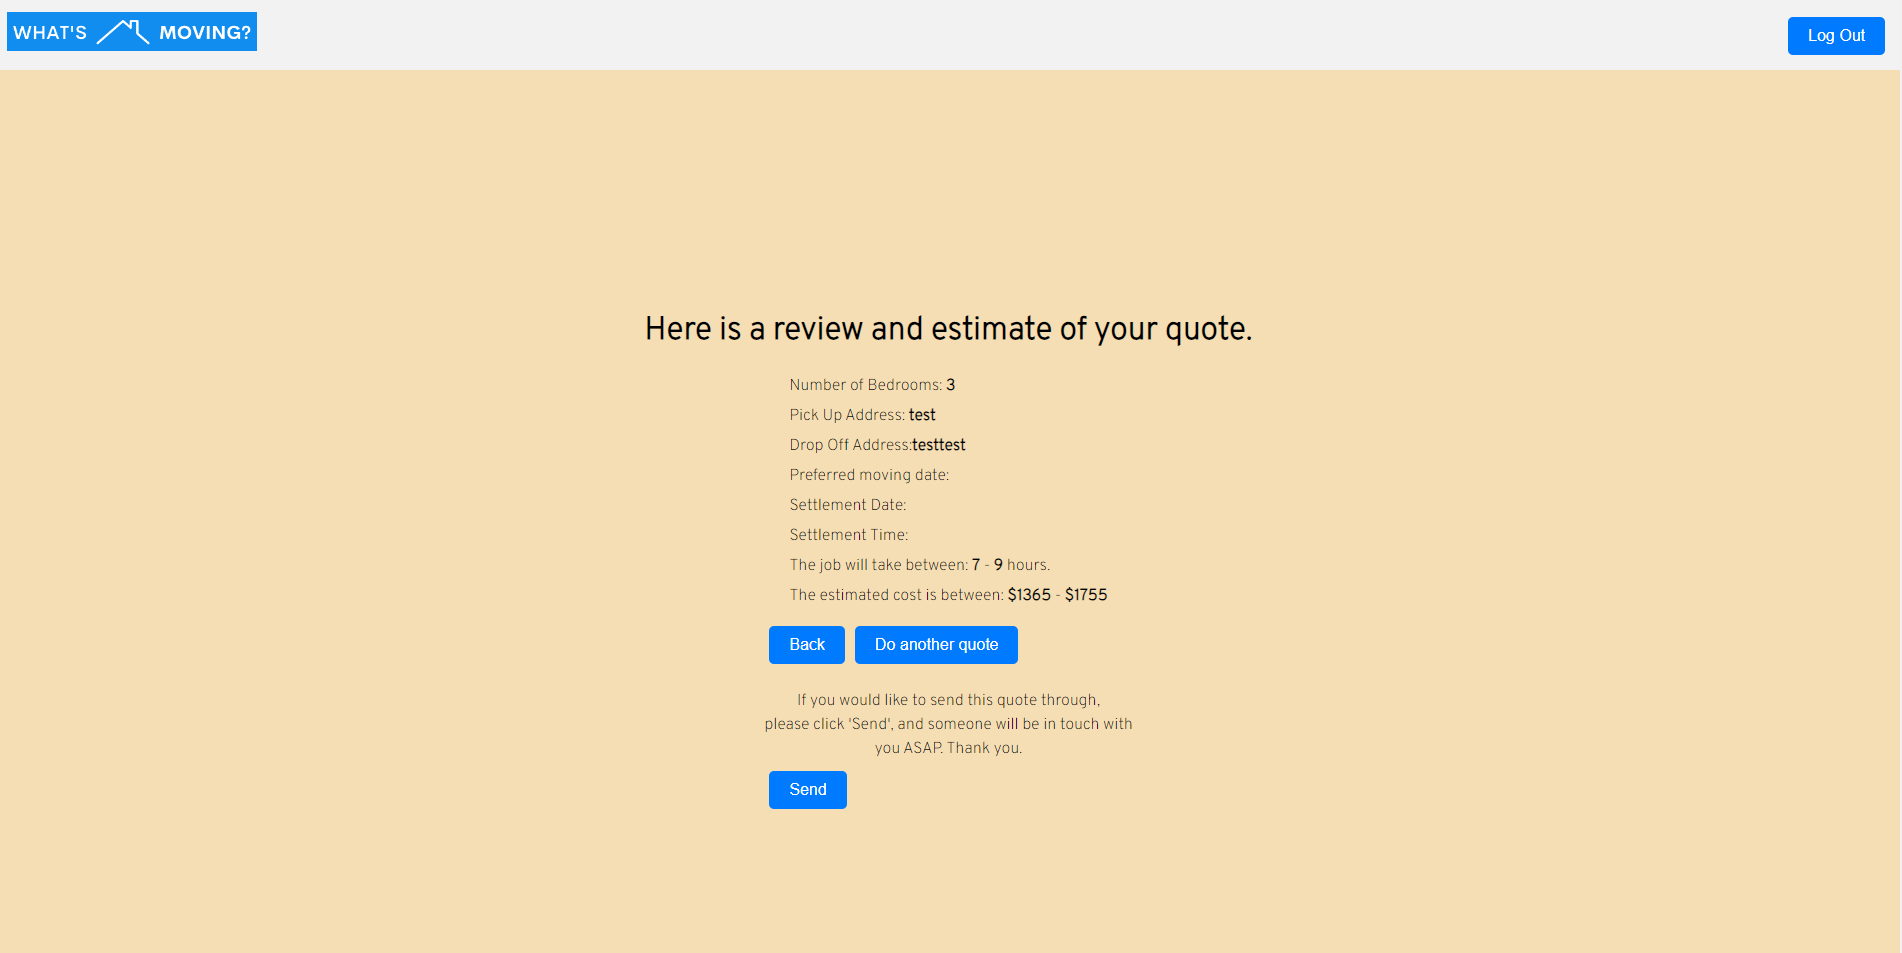 WHAT'S MOVING?
Log Out
Here is a review and estimate of your quote.
Number of Bedrooms: 3
Pick Up Address: test
Drop Off Address:testtest
Preferred moving date:
Settlement Date:
Settlement Time:
The job will take between: 7 - 9 hours.
The estimated cost is between: $1365 - $1755
Back
Do another quote
If you would like to send this quote through,
please click 'Send', and someone will be in touch with
you ASAP. Thank you.
Send